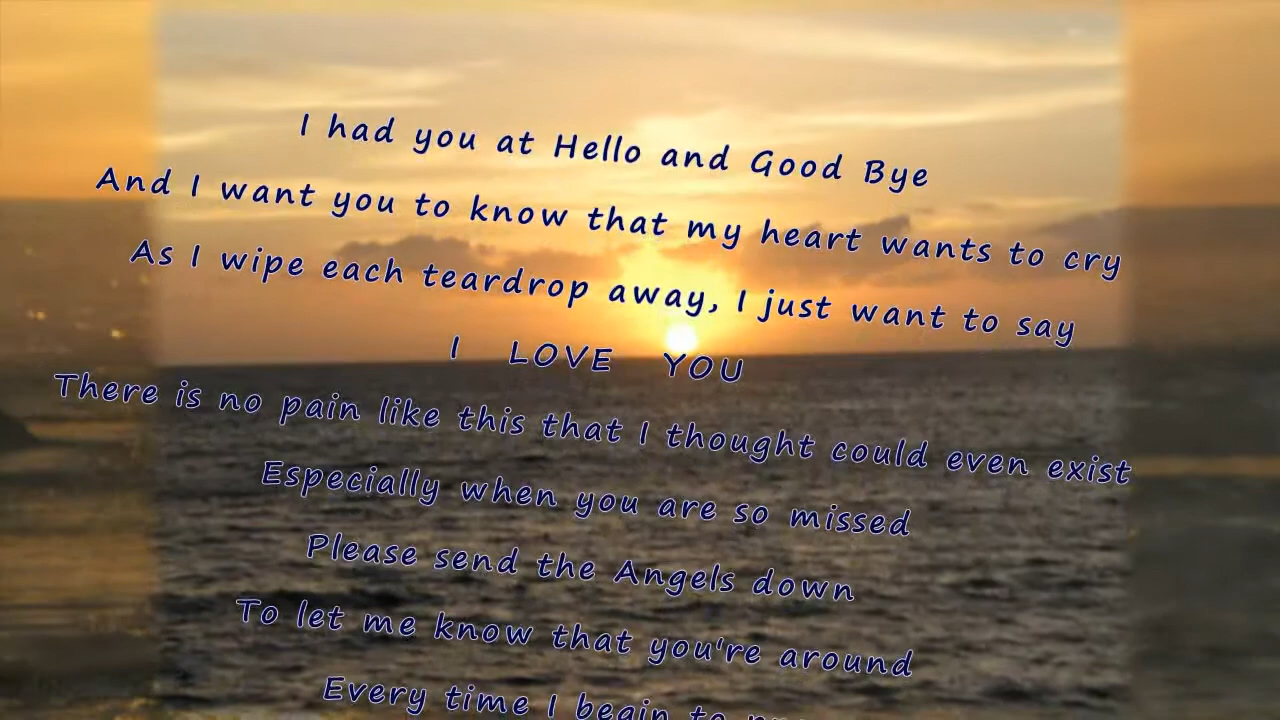 I had you at Hello and Good Bye
And I want you to know that my heart wants to cry
As I wipe each teardrop away, I just want to say
I LOVE YOU
There is no pain like this that I thought could even exist
Especially when you are so missed
Please send the Angels down
To let me know that you're around
Every time I begin to